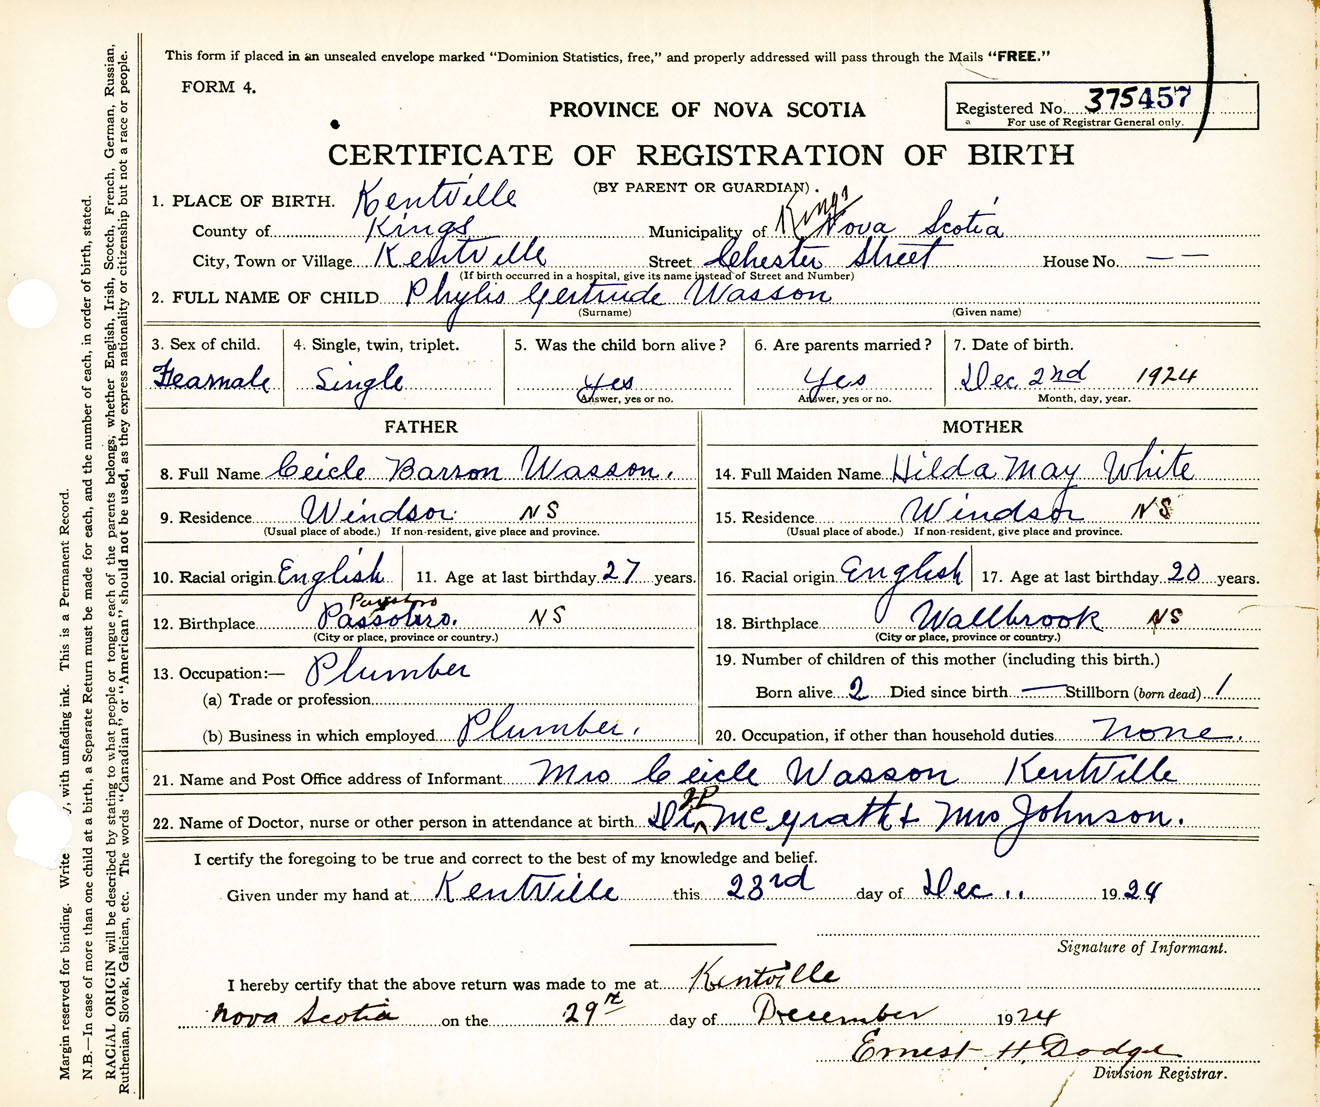 This form if placed in an unsealed envelope marked “Dominion Statistics, free,” and properly addressed will pass through the Mails “FREE.”
FORM 4.
PROVINCE OF NOVA SCOTIA
Registered No. 375457
For use of Registrar General only.
CERTIFICATE OF REGISTRATION OF BIRTH
(BY PARENT OR GUARDIAN).
1. PLACE OF BIRTH. Kentville
County of Kings Municipality of Kings Nova Scotia
City, Town or Village Kentville Street Chester Street House No. — —
(If birth occurred in a hospital, give its name instead of Street and Number)
2. FULL NAME OF CHILD Phylis Gertrude Wasson
(Surname) (Given name)
3. Sex of child. 4. Single, twin, triplet. 5. Was the child born alive? 6. Are parents married? 7. Date of birth.
Fearmale Single yes yes Dec 2nd 1924
Answer, yes or no. Answer, yes or no. Month, day, year.
FATHER MOTHER
8. Full Name Ceicle Barron Wasson. 14. Full Maiden Name Hilda May White
9. Residence Windsor NS 15. Residence Windsor NS
(Usual place of abode.) If non-resident, give place and province. (Usual place of abode.) If non-resident, give place and province.
10. Racial origin English 11. Age at last birthday 27 years. 16. Racial origin English 17. Age at last birthday 20 years.
12. Birthplace NS 18. Birthplace Wallbrook NS
(City or place, province or country.) (City or place, province or country.)
13. Occupation:— Plumber 19. Number of children of this mother (including this birth.)
(a) Trade or profession Born alive 2 Died since birth — Stillborn (born dead) 1
(b) Business in which employed Plumber. 20. Occupation, if other than household duties None.
21. Name and Post Office address of Informant Mrs Ceicle Wasson Kentville
22. Name of Doctor, nurse or other person in attendance at birth Dr JP McGrath & Mrs Johnson.
I certify the foregoing to be true and correct to the best of my knowledge and belief.
Given under my hand at Kentville this 23rd day of Dec.. 1924
Signature of Informant.
I hereby certify that the above return was made to me at Kentville
Nova Scotia on the 29th day of December 1924
Ernest H. Dodge
Division Registrar.
Margin reserved for binding. Write with unfading ink. This is a Permanent Record.
N.B.—In case of more than one child at a birth, a Separate Return must be made for each, and the number of each, in order of birth, stated.
RACIAL ORIGIN will be described by stating to what people or tongue each of the parents belongs, whether English, Irish, Scotch, French, German, Russian,
Ruthenian, Slovak, Galician, etc. The words “Canadian” or “American” should not be used, as they express nationality or citizenship but not a race or people.